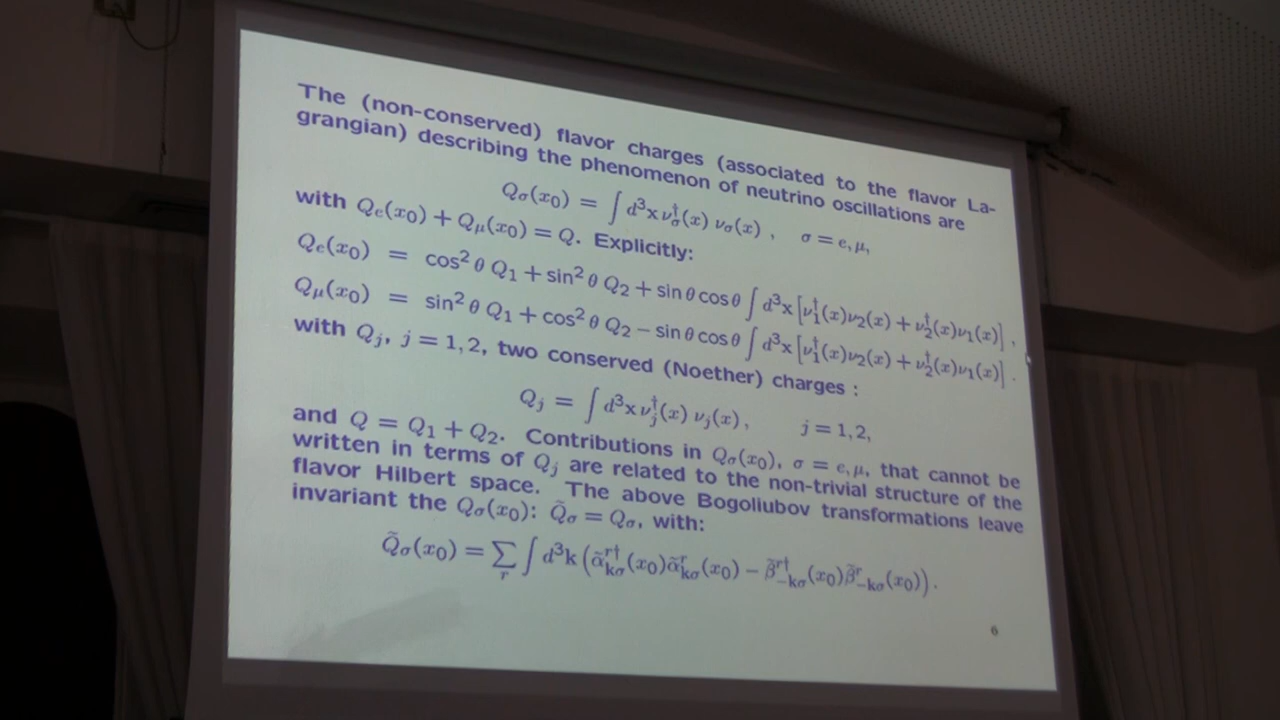 The (non-conserved) flavor charges (associated to the flavor La-
grangian) describing the phenomenon of neutrino oscillations are
Qσ(x₀) = ∫ d³x ν†σ(x) νσ(x) , σ = e, μ,
with Qe(x₀) + Qμ(x₀) = Q. Explicitly:
Qe(x₀) = cos² θ Q₁ + sin² θ Q₂ + sin θ cos θ ∫ d³x [ν†₁(x)ν₂(x) + ν†₂(x)ν₁(x)] ,
Qμ(x₀) = sin² θ Q₁ + cos² θ Q₂ − sin θ cos θ ∫ d³x [ν†₁(x)ν₂(x) + ν†₂(x)ν₁(x)] .
with Qj, j = 1, 2, two conserved (Noether) charges :
Qj = ∫ d³x ν†j(x) νj(x) , j = 1, 2,
and Q = Q₁ + Q₂. Contributions in Qσ(x₀), σ = e, μ, that cannot be
written in terms of Qj are related to the non-trivial structure of the
flavor Hilbert space. The above Bogoliubov transformations leave
invariant the Qσ(x₀): Q̃σ = Qσ, with:
Q̃σ(x₀) = ∑r ∫ d³k (α̃^{r†}_{kσ}(x₀)α̃^{r}_{kσ}(x₀) − β̃^{r†}_{−kσ}(x₀)β̃^{r}_{−kσ}(x₀)) .
6